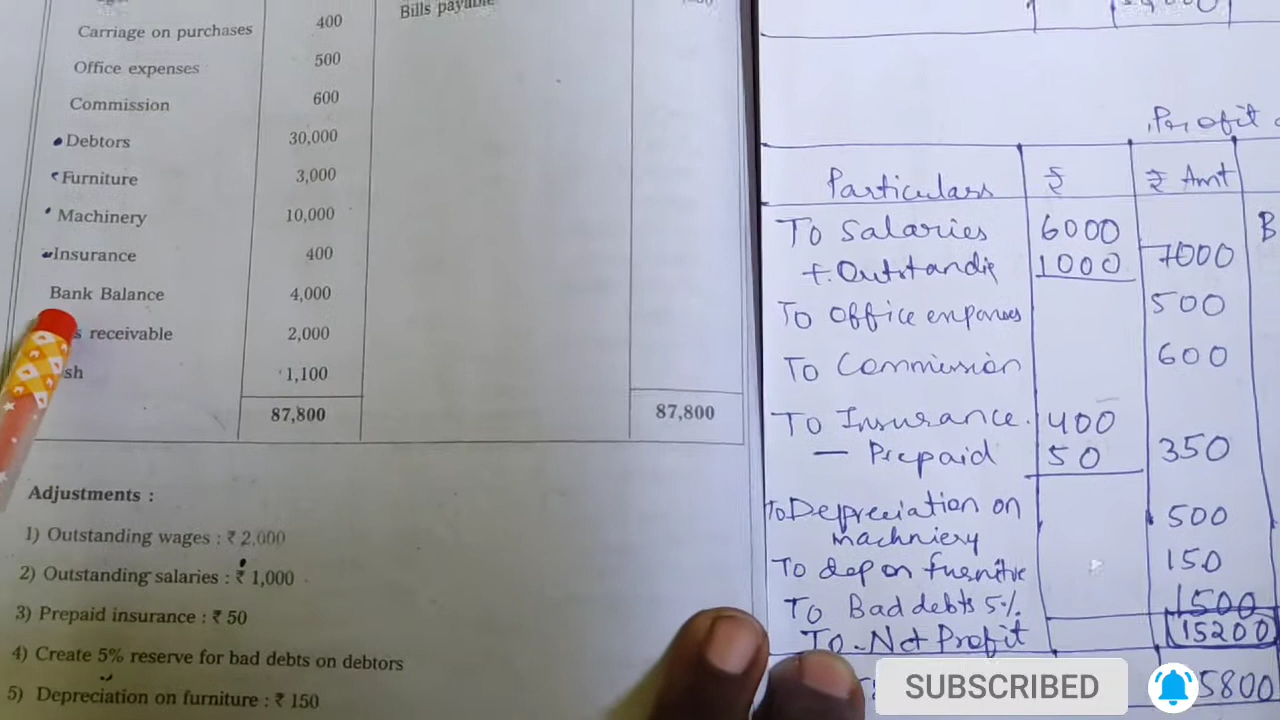 Carriage on purchases 400 Bills payable
Office expenses 500
Commission 600
Debtors 30,000
Furniture 3,000
Machinery 10,000
Insurance 400
Bank Balance 4,000
receivable 2,000
1,100
87,800 87,800
Adjustments :
1) Outstanding wages : ₹ 2,000
2) Outstanding salaries : ₹ 1,000
3) Prepaid insurance : ₹ 50
4) Create 5% reserve for bad debts on debtors
5) Depreciation on furniture : ₹ 150
Profit
Particulars ₹ ₹ Amt
To Salaries 6000
+ Outstandig 1000 7000
To office expenses 500
To Commission 600
To Insurance. 400
- Prepaid 50 350
To Depreciation on 500
machniery
To dep on furnitre 150
To Bad debts 5% 1500
To Net Profit 15200
5800
SUBSCRIBED